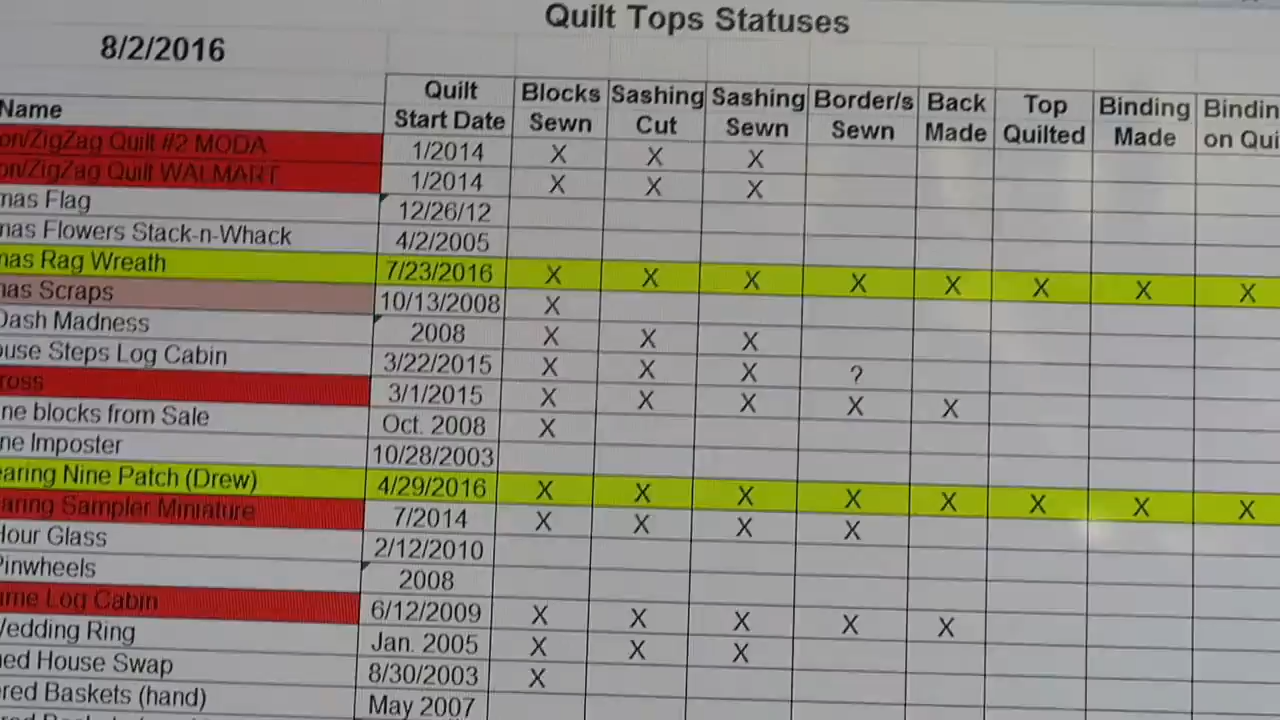 Quilt Tops Statuses
8/2/2016
Name Quilt Start Date Blocks Sewn Sashing Cut Sashing Sewn Border/s Sewn Back Made Top Quilted Binding Made Bindin on Qui
on/ZigZag Quilt #2 MODA 1/2014 X X X
on/ZigZag Quilt WALMART 1/2014 X X X
mas Flag 12/26/12
mas Flowers Stack-n-Whack 4/2/2005
mas Rag Wreath 7/23/2016 X X X X X X X X
mas Scraps 10/13/2008 X
Dash Madness 2008 X X X
ouse Steps Log Cabin 3/22/2015 X X X ?
ross 3/1/2015 X X X X X
ne blocks from Sale Oct. 2008 X
ne Imposter 10/28/2003
earing Nine Patch (Drew) 4/29/2016 X X X X X X X X
aring Sampler Miniature 7/2014 X X X X
Hour Glass 2/12/2010
Pinwheels 2008
ime Log Cabin 6/12/2009 X X X X X
Wedding Ring Jan. 2005 X X X
ned House Swap 8/30/2003 X
red Baskets (hand) May 2007